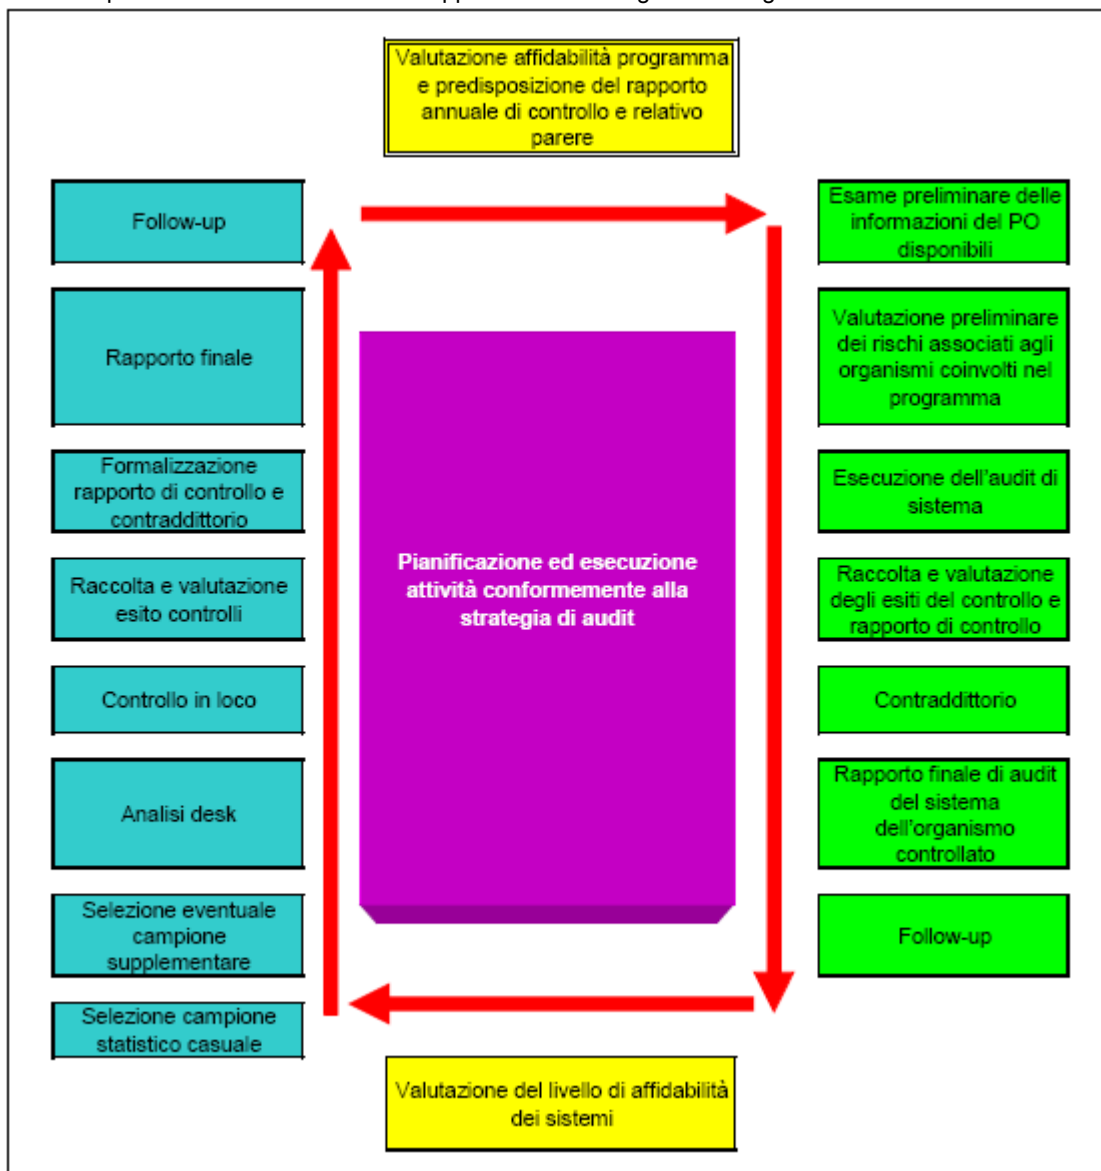 Valutazione affidabilità programma
e predisposizione del rapporto
annuale di controllo e relativo
parere
Follow-up
Rapporto finale
Formalizzazione
rapporto di controllo e
contraddittorio
Raccolta e valutazione
esito controlli
Controllo in loco
Analisi desk
Selezione eventuale
campione
supplementare
Selezione campione
statistico casuale
Pianificazione ed esecuzione
attività conformemente alla
strategia di audit
Esame preliminare delle
informazioni del PO
disponibili
Valutazione preliminare
dei rischi associati agli
organismi coinvolti nel
programma
Esecuzione dell'audit di
sistema
Raccolta e valutazione
degli esiti del controllo e
rapporto di controllo
Contraddittorio
Rapporto finale di audit
del sistema
dell'organismo
controllato
Follow-up
Valutazione del livello di affidabilità
dei sistemi